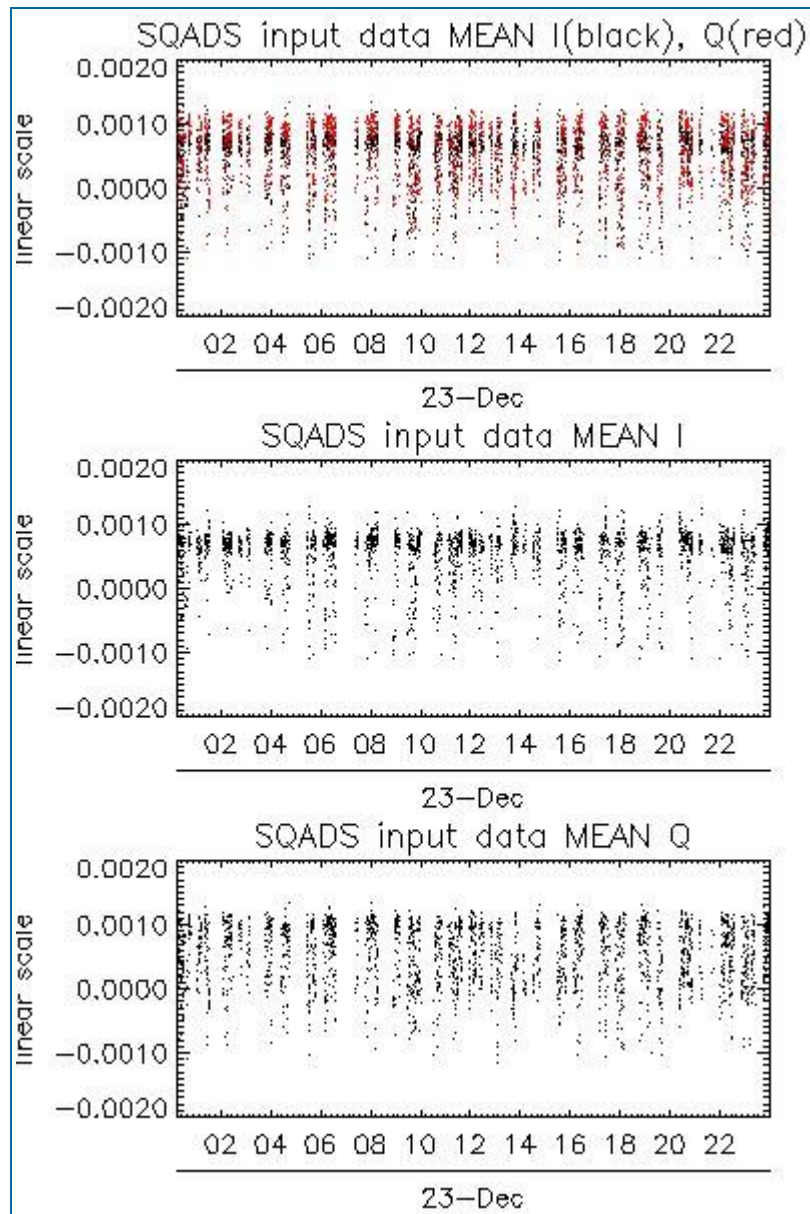 SQADS input data MEAN I(black), Q(red)
0.0020
0.0010
0.0000
-0.0010
-0.0020
linear scale
02 04 06 08 10 12 14 16 18 20 22
23-Dec
SQADS input data MEAN I
0.0020
0.0010
0.0000
-0.0010
-0.0020
linear scale
02 04 06 08 10 12 14 16 18 20 22
23-Dec
SQADS input data MEAN Q
0.0020
0.0010
0.0000
-0.0010
-0.0020
linear scale
02 04 06 08 10 12 14 16 18 20 22
23-Dec